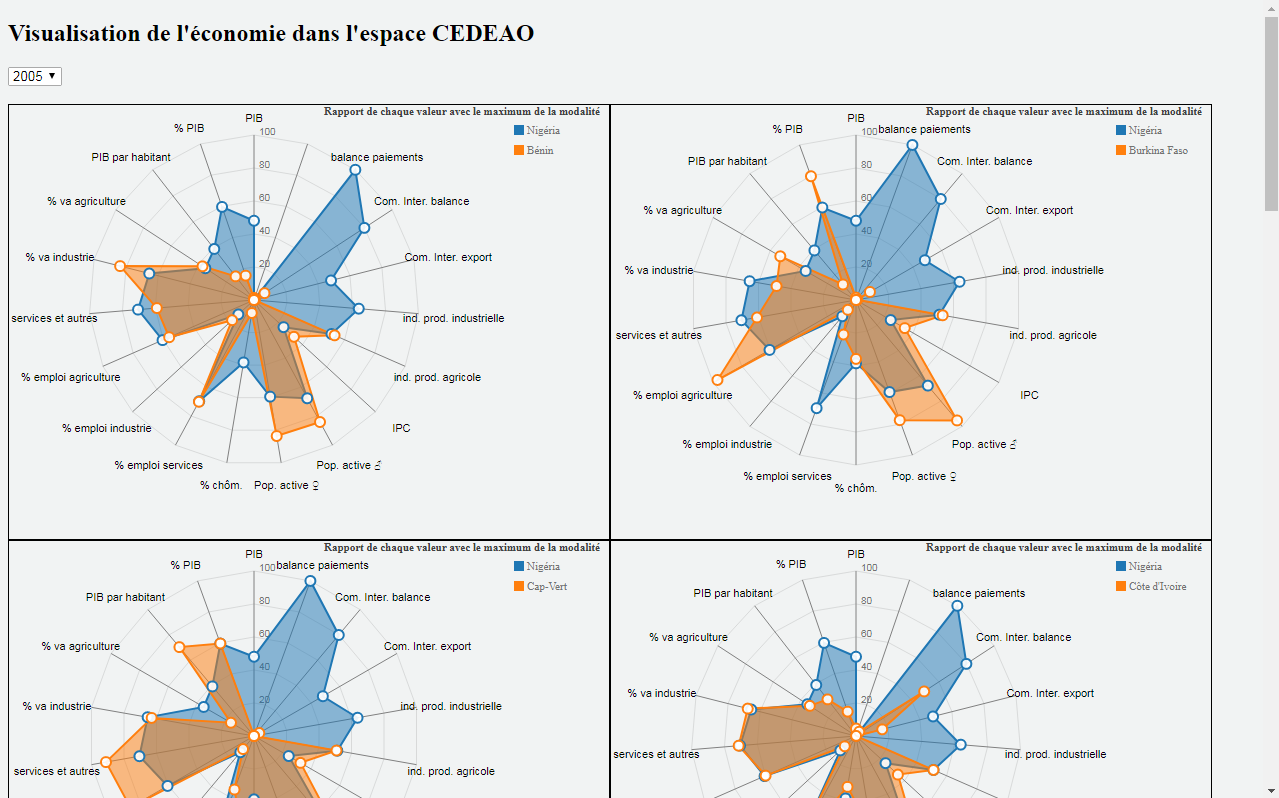 Visualisation de l'économie dans l'espace CEDEAO
2005
Rapport de chaque valeur avec le maximum de la modalité
Nigéria
Bénin
PIB
100
80
60
40
20
balance paiements
Com. Inter. balance
Com. Inter. export
ind. prod. industrielle
ind. prod. agricole
IPC
Pop. active ♂
Pop. active ♀
% chôm.
% emploi services
% emploi industrie
% emploi agriculture
services et autres
% va industrie
% va agriculture
PIB par habitant
% PIB
Rapport de chaque valeur avec le maximum de la modalité
Nigéria
Burkina Faso
PIB
100
80
60
40
20
balance paiements
Com. Inter. balance
Com. Inter. export
ind. prod. industrielle
ind. prod. agricole
IPC
Pop. active ♂
Pop. active ♀
% chôm.
% emploi services
% emploi industrie
% emploi agriculture
services et autres
% va industrie
% va agriculture
PIB par habitant
% PIB
Rapport de chaque valeur avec le maximum de la modalité
Nigéria
Cap-Vert
PIB
100
80
60
40
20
balance paiements
Com. Inter. balance
Com. Inter. export
ind. prod. industrielle
ind. prod. agricole
services et autres
% va industrie
% va agriculture
PIB par habitant
% PIB
Rapport de chaque valeur avec le maximum de la modalité
Nigéria
Côte d'Ivoire
PIB
100
80
60
40
20
balance paiements
Com. Inter. balance
Com. Inter. export
ind. prod. industrielle
services et autres
% va industrie
% va agriculture
PIB par habitant
% PIB